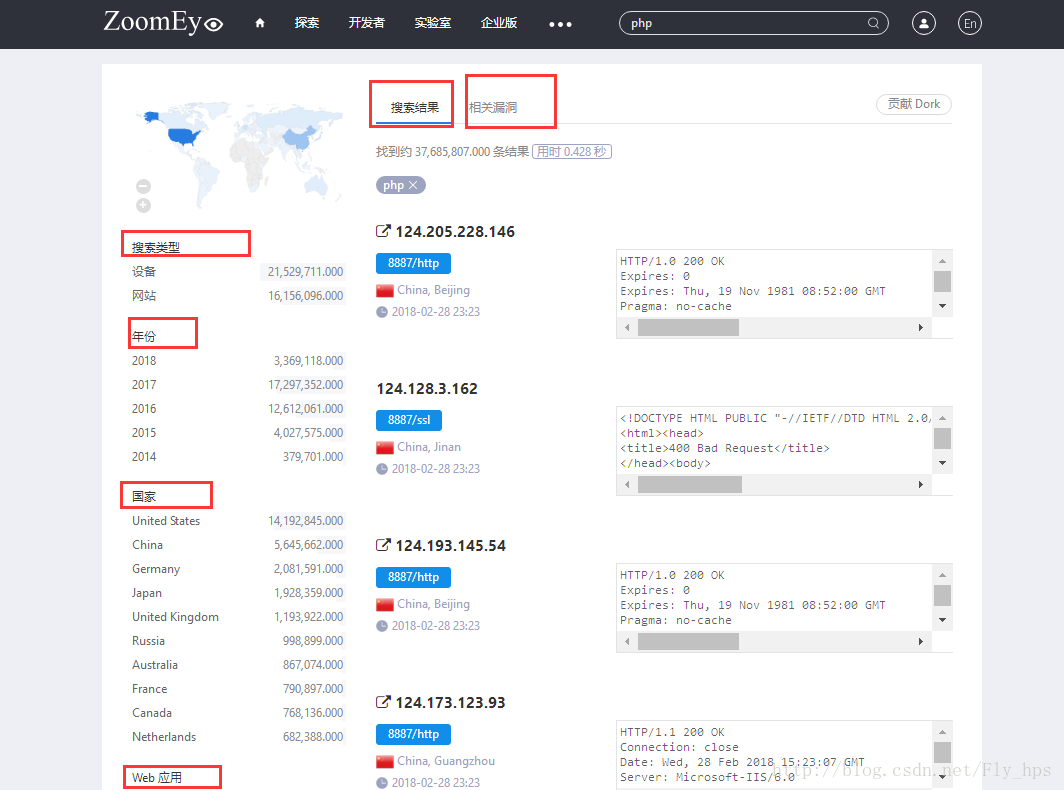 ZoomEye 探索 开发者 实验室 企业版 ••• php En
搜索结果 相关漏洞 贡献 Dork
找到约 37,685,807.000 条结果 用时 0.428 秒
php ×
搜索类型
设备 21,529,711.000
网站 16,156,096.000
年份
2018 3,369,118.000
2017 17,297,352.000
2016 12,612,061.000
2015 4,027,575.000
2014 379,701.000
国家
United States 14,192,845.000
China 5,645,662.000
Germany 2,081,591.000
Japan 1,928,359.000
United Kingdom 1,193,922.000
Russia 998,899.000
Australia 867,074.000
France 790,897.000
Canada 768,136.000
Netherlands 682,388.000
Web 应用
124.205.228.146
8887/http
China, Beijing
2018-02-28 23:23
HTTP/1.0 200 OK
Expires: 0
Expires: Thu, 19 Nov 1981 08:52:00 GMT
Pragma: no-cache
124.128.3.162
8887/ssl
China, Jinan
2018-02-28 23:23
<!DOCTYPE HTML PUBLIC "-//IETF//DTD HTML 2.0/
<html><head>
<title>400 Bad Request</title>
</head><body>
124.193.145.54
8887/http
China, Beijing
2018-02-28 23:23
HTTP/1.0 200 OK
Expires: 0
Expires: Thu, 19 Nov 1981 08:52:00 GMT
Pragma: no-cache
124.173.123.93
8887/http
China, Guangzhou
2018-02-28 23:23
HTTP/1.1 200 OK
Connection: close
Date: Wed, 28 Feb 2018 15:23:07 GMT
Server: Microsoft-IIS/6.0
http://blog.csdn.net/Fly_hps